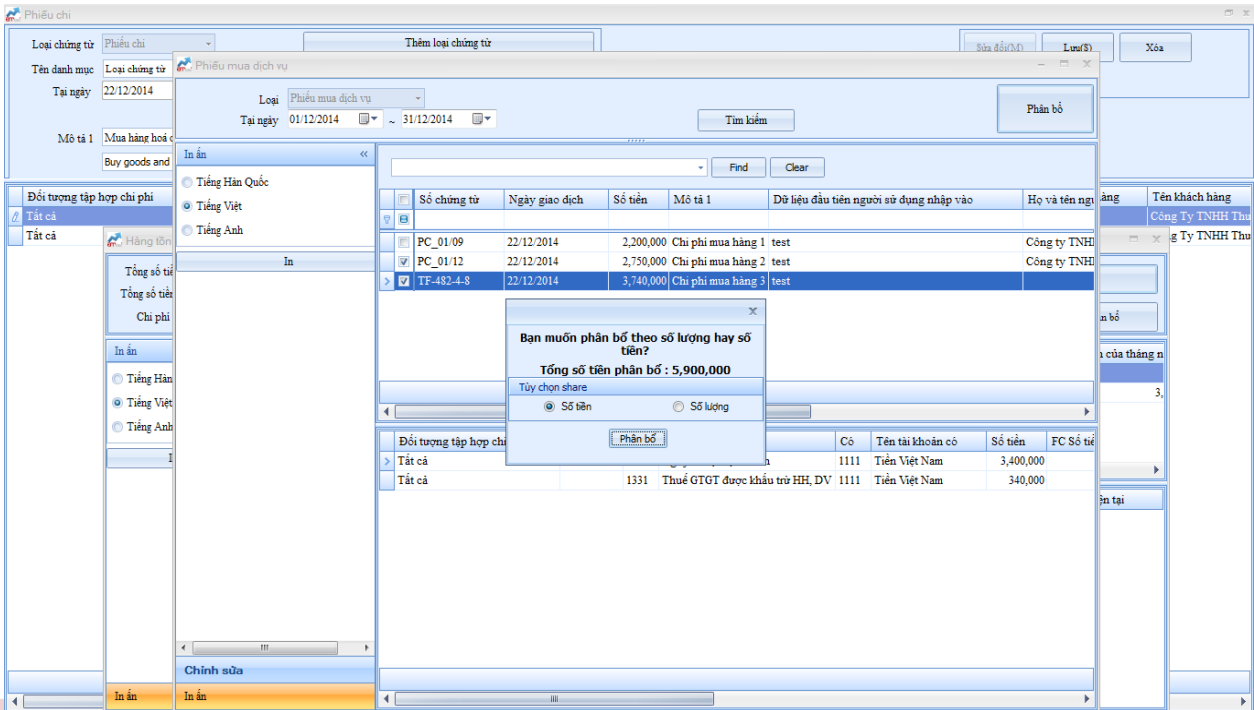 Phiếu chi
Loại chứng từ Phiếu chi Thêm loại chứng từ Sửa đổi(M) Lưu(S) Xóa
Tên danh mục Loại chứng từ
Tại ngày 22/12/2014
Mô tả 1 Mua hàng hoá
Buy goods and
Đối tượng tập hợp chi phí Tên khách hàng
Tất cả Công Ty TNHH Thu
Tất cả Ty TNHH Thu
Hàng tồn
Tổng số tiề
Tổng số tiền
Chi phí
In ấn
Tiếng Hàn
Tiếng Việt
Tiếng Anh
In ấn
của tháng n
3,
Phiếu mua dịch vụ
Loại Phiếu mua dịch vụ
Tại ngày 01/12/2014 ~ 31/12/2014 Tìm kiếm Phân bổ
In ấn «
Tiếng Hàn Quốc
Tiếng Việt
Tiếng Anh
In
Chỉnh sửa
In ấn
Find Clear
Số chứng từ Ngày giao dịch Số tiền Mô tả 1 Dữ liệu đầu tiên người sử dụng nhập vào Họ và tên ngư
PC_01/09 22/12/2014 2,200,000 Chi phí mua hàng 1 test Công ty TNH
PC_01/12 22/12/2014 2,750,000 Chi phí mua hàng 2 test Công ty TNH
TF-482-4-8 22/12/2014 3,740,000 Chi phí mua hàng 3 test
Bạn muốn phân bổ theo số lượng hay số
tiền?
Tổng số tiền phân bổ : 5,900,000
Tùy chọn share
Số tiền Số lượng
Phân bổ
Đối tượng tập hợp chi Có Tên tài khoản có Số tiền FC Số tiề
Tất cả 1111 Tiền Việt Nam 3,400,000
Tất cả 1331 Thuế GTGT được khấu trừ HH, DV 1111 Tiền Việt Nam 340,000